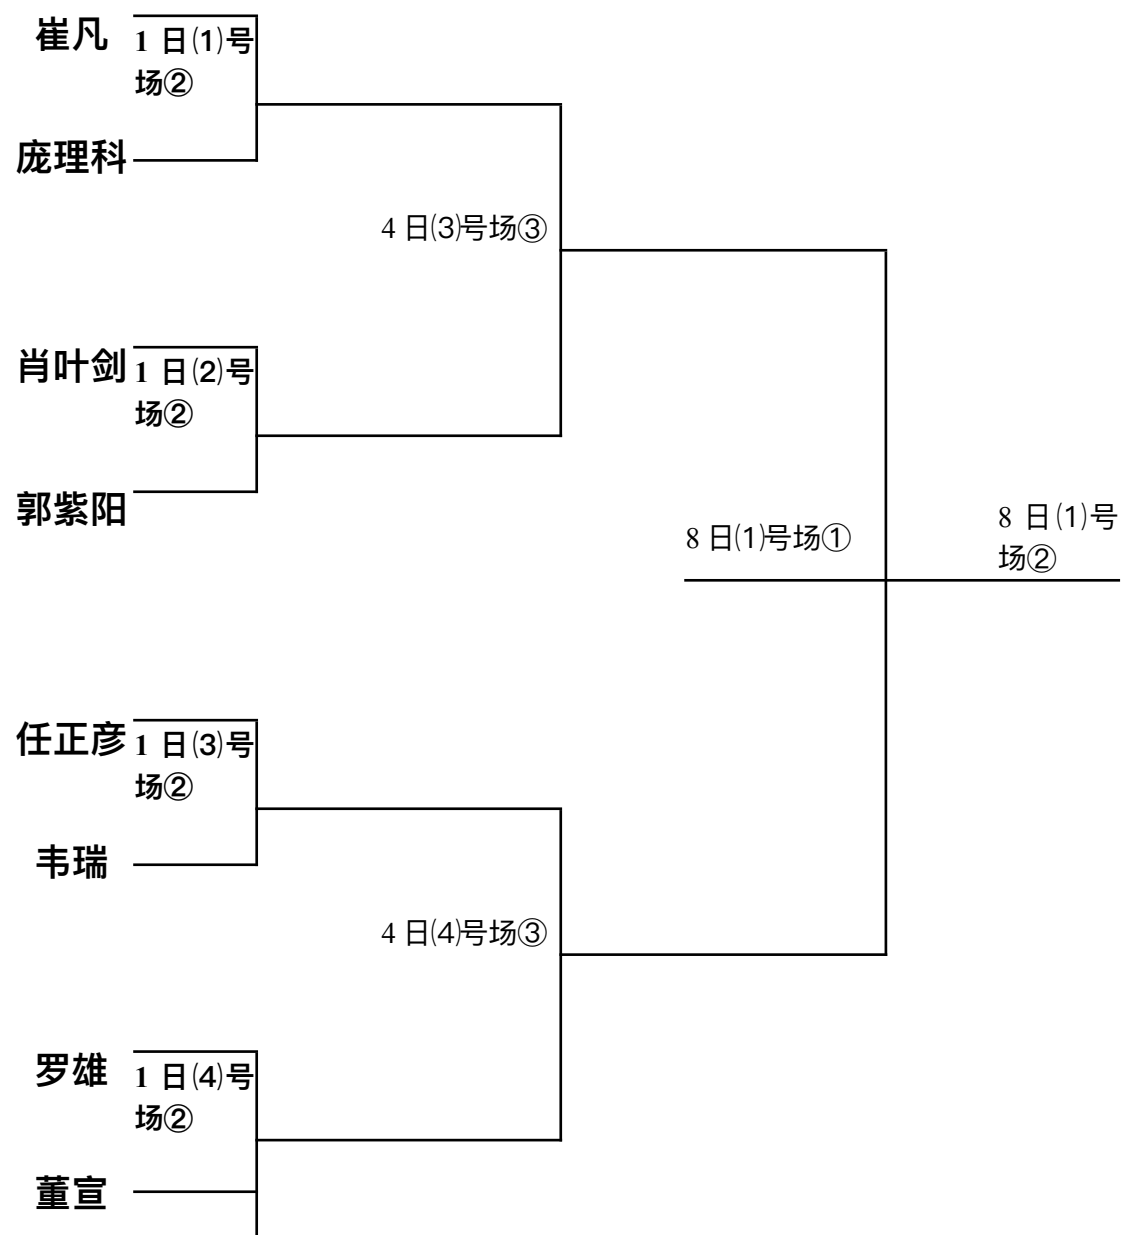 崔凡
1 日(1)号
场②
庞理科
4 日(3)号场③
肖叶剑
1 日(2)号
场②
郭紫阳
8 日(1)号场①
8 日(1)号
场②
任正彦
1 日(3)号
场②
韦瑞
4 日(4)号场③
罗雄
1 日(4)号
场②
董宣